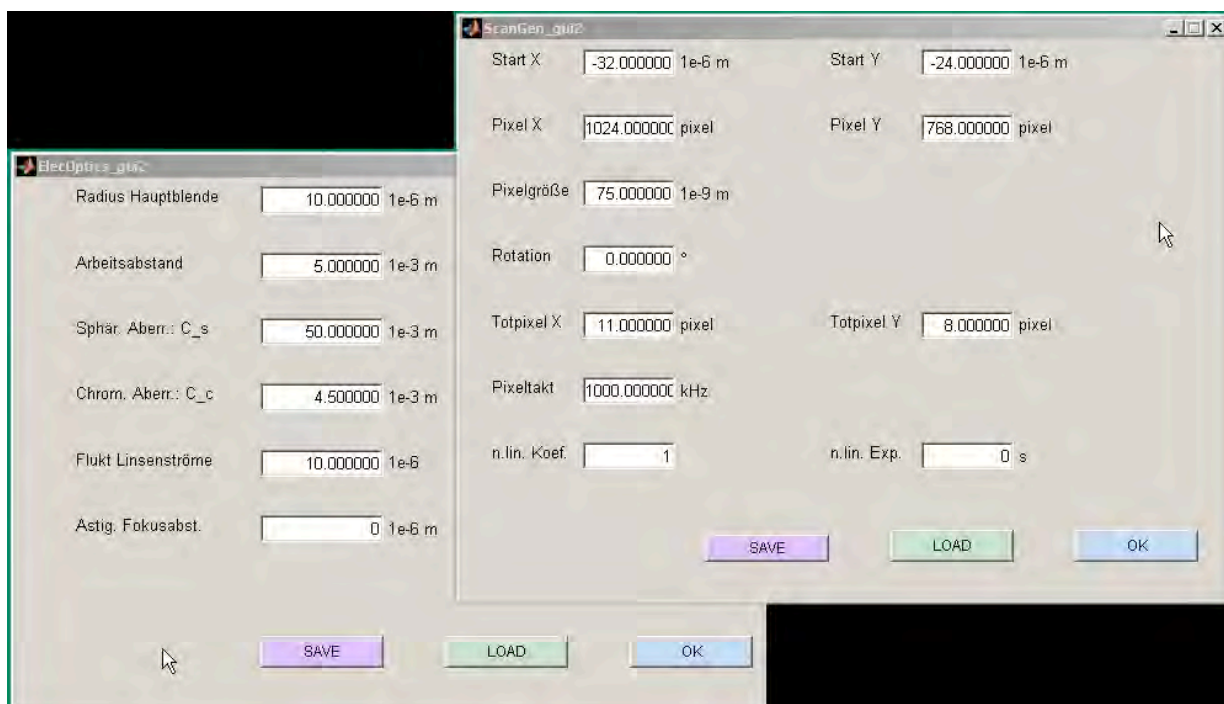 ScanGen_gui2
Start X -32.000000 1e-6 m Start Y -24.000000 1e-6 m
Pixel X 1024.000000 pixel Pixel Y 768.000000 pixel
Pixelgröße 75.000000 1e-9 m
Rotation 0.000000 °
Totpixel X 11.000000 pixel Totpixel Y 8.000000 pixel
Pixeltakt 1000.000000 kHz
n.lin. Koef. 1 n.lin. Exp. 0 s
SAVE LOAD OK
ElecOptics_gui2
Radius Hauptblende 10.000000 1e-6 m
Arbeitsabstand 5.000000 1e-3 m
Sphär. Aberr.: C_s 50.000000 1e-3 m
Chrom. Aberr.: C_c 4.500000 1e-3 m
Flukt Linsenströme 10.000000 1e-6
Astig. Fokusabst. 0 1e-6 m
SAVE LOAD OK